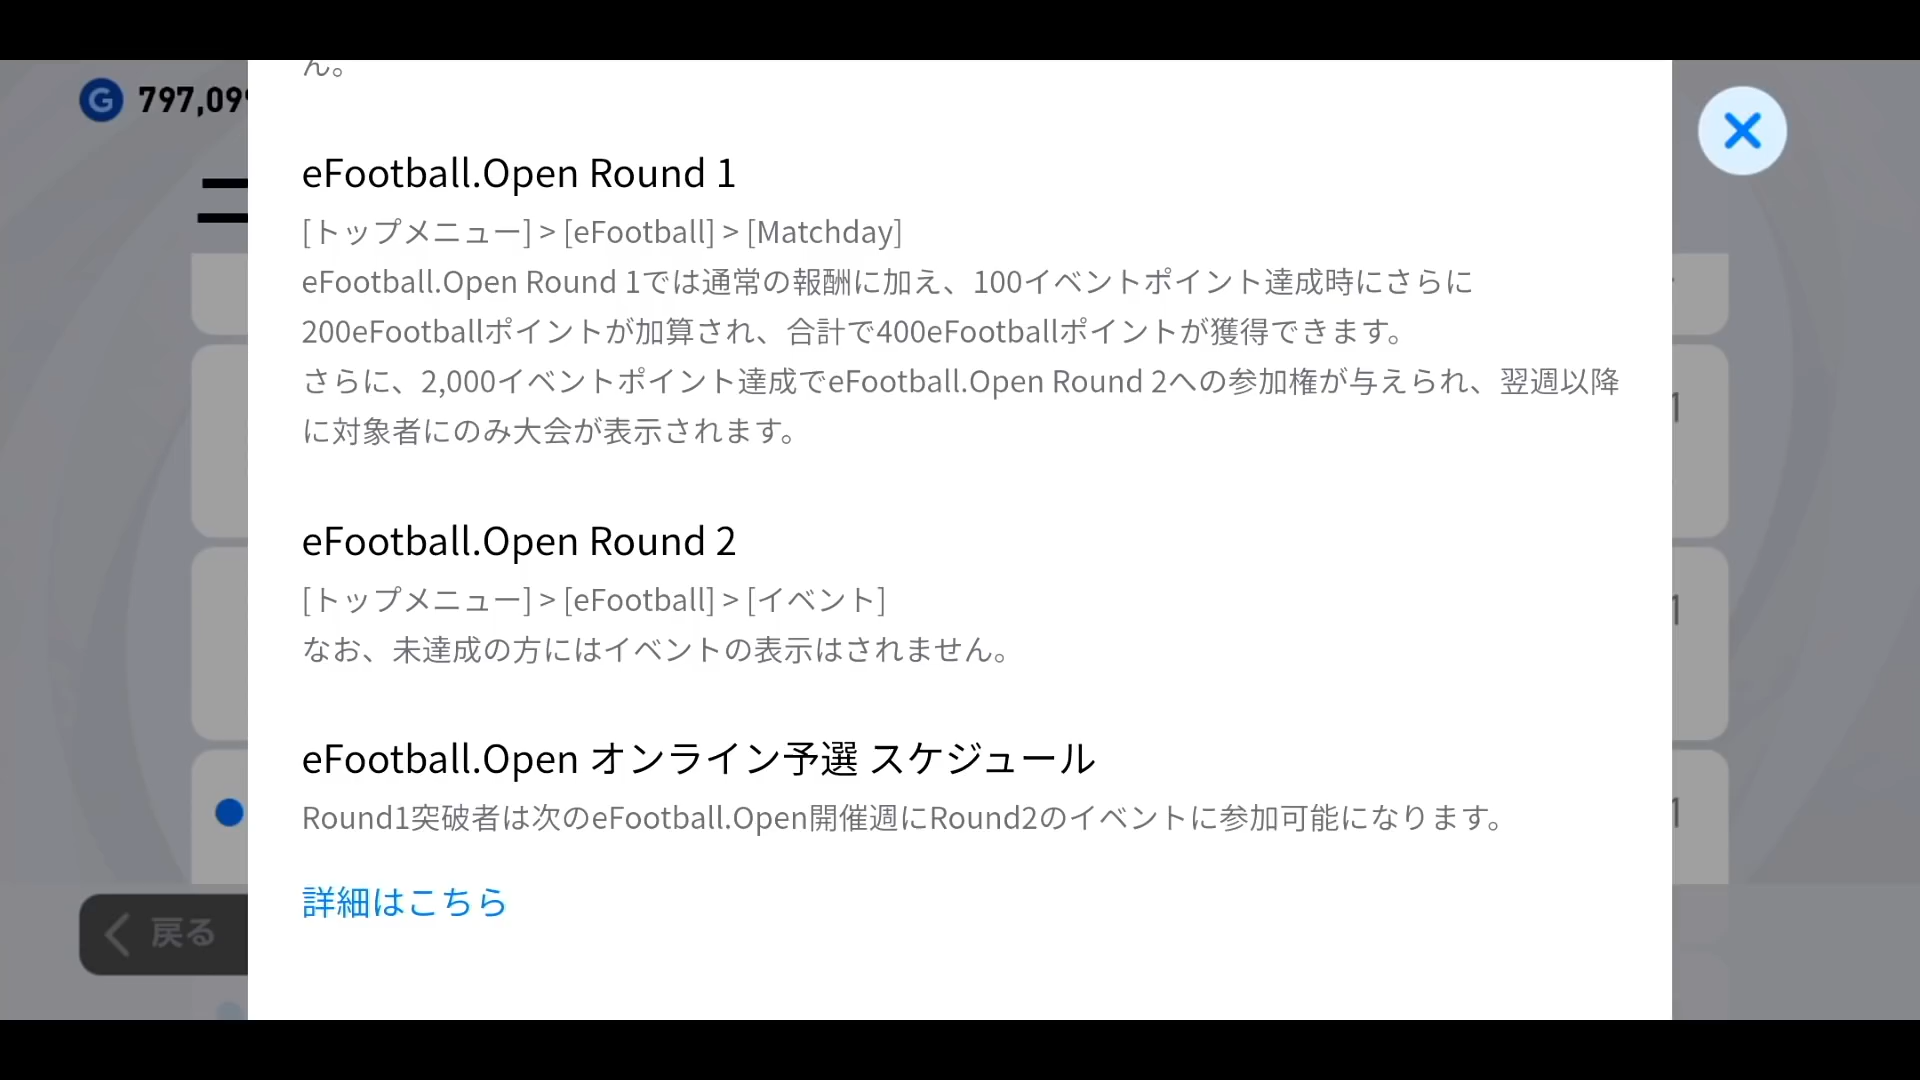 ん。
797,099
eFootball.Open Round 1
[トップメニュー] > [eFootball] > [Matchday]
eFootball.Open Round 1では通常の報酬に加え、100イベントポイント達成時にさらに
200eFootballポイントが加算され、合計で400eFootballポイントが獲得できます。
さらに、2,000イベントポイント達成でeFootball.Open Round 2への参加権が与えられ、翌週以降
に対象者にのみ大会が表示されます。
eFootball.Open Round 2
[トップメニュー] > [eFootball] > [イベント]
なお、未達成の方にはイベントの表示はされません。
eFootball.Open オンライン予選 スケジュール
Round1突破者は次のeFootball.Open開催週にRound2のイベントに参加可能になります。
詳細はこちら
戻る